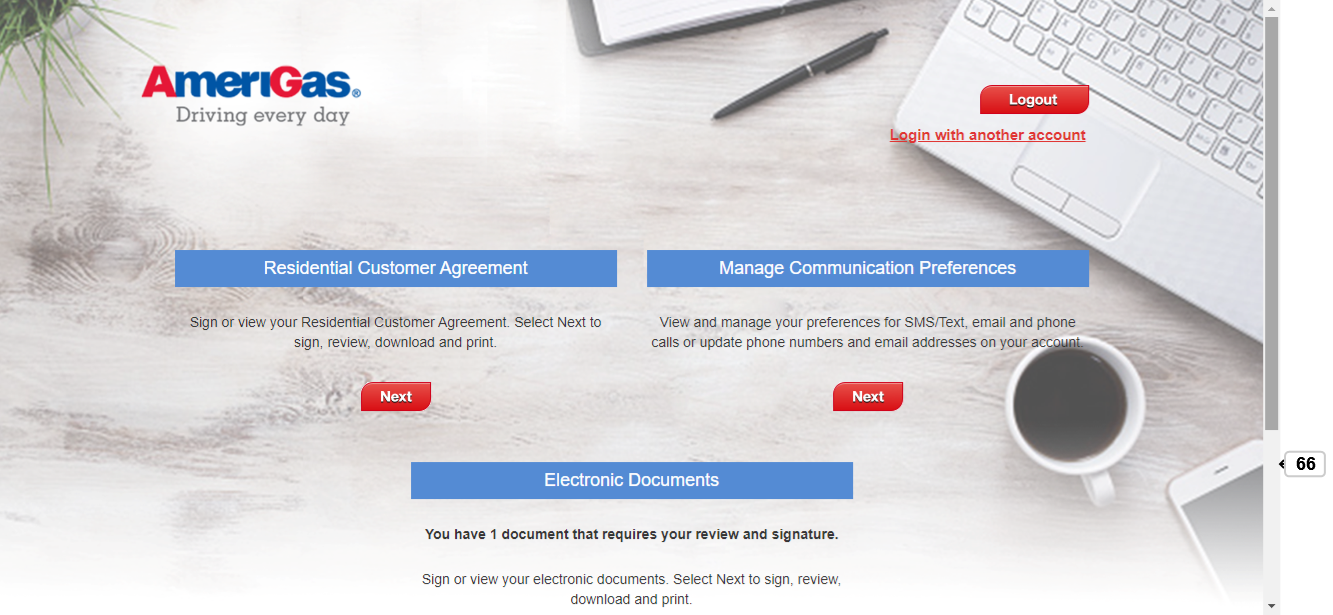 AmeriGas®
Driving every day
Logout
Login with another account
Residential Customer Agreement
Sign or view your Residential Customer Agreement. Select Next to
sign, review, download and print.
Next
Manage Communication Preferences
View and manage your preferences for SMS/Text, email and phone
calls or update phone numbers and email addresses on your account.
Next
Electronic Documents
You have 1 document that requires your review and signature.
Sign or view your electronic documents. Select Next to sign, review,
download and print.
66